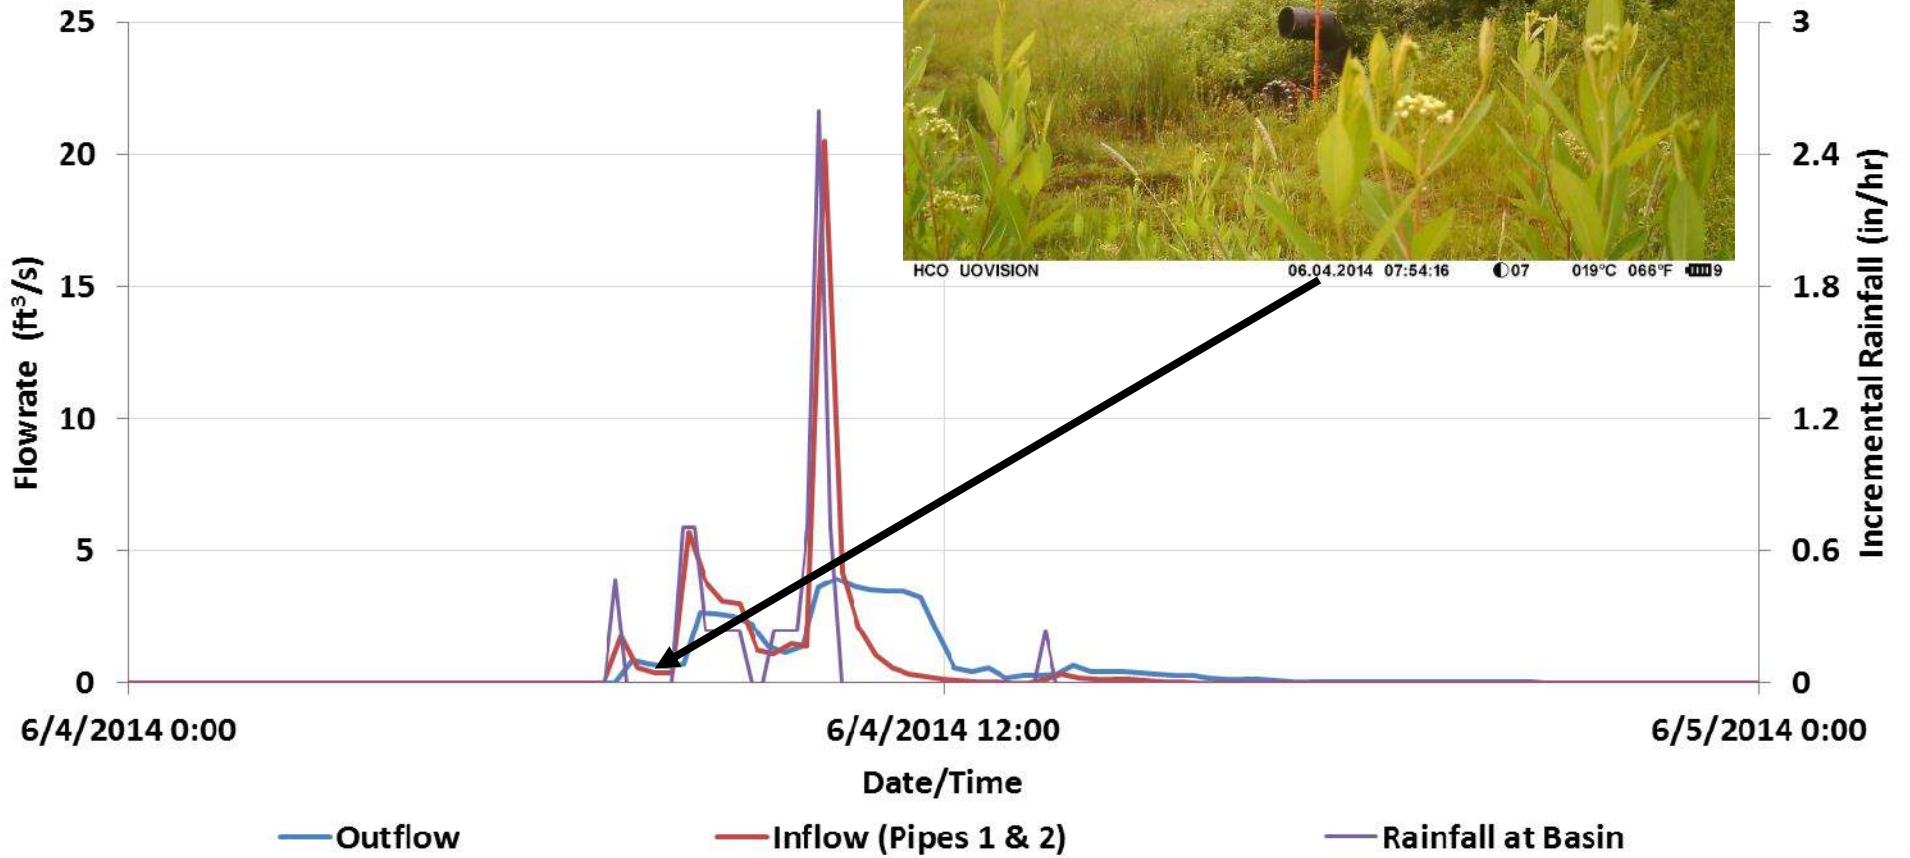 25
20
15
10
5
0
Flowrate (ft³/s)
3
2.4
1.8
1.2
0.6
0
Incremental Rainfall (in/hr)
HCO UOVISION 06.04.2014 07:54:16 07 019°C 066°F 9
6/4/2014 0:00 6/4/2014 12:00 6/5/2014 0:00
Date/Time
Outflow Inflow (Pipes 1 & 2) Rainfall at Basin